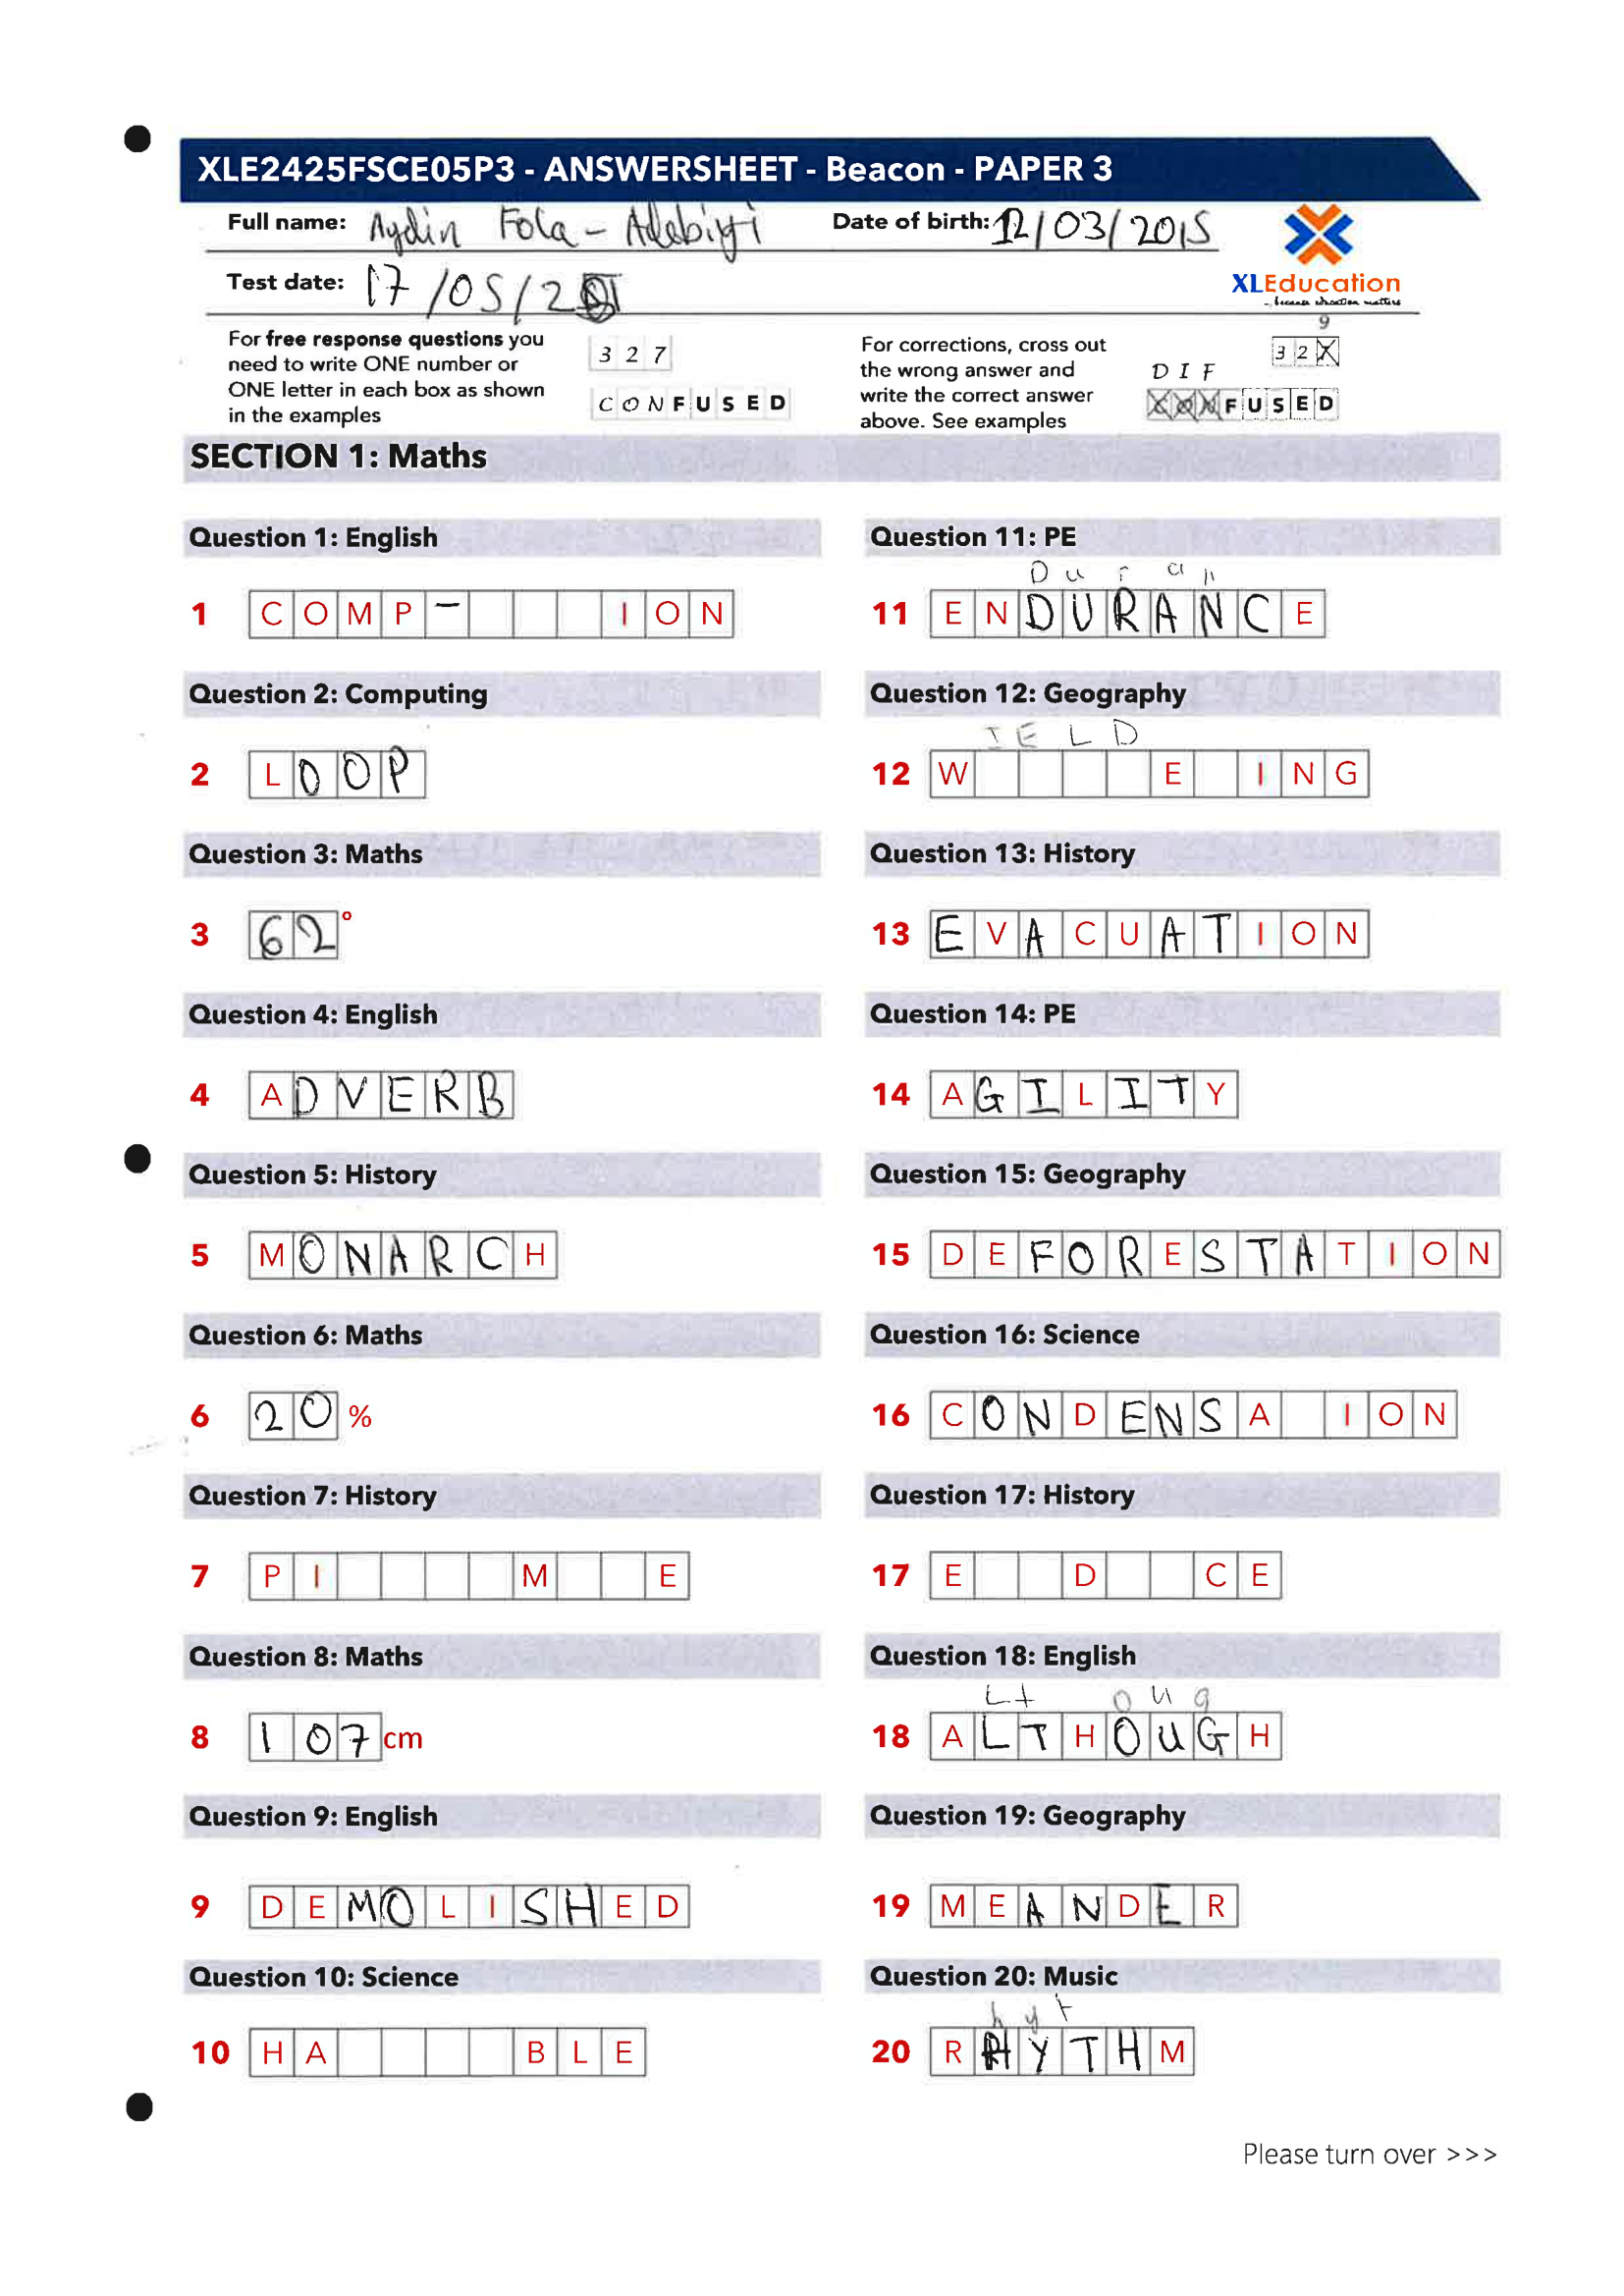 XLE2425FSCE05P3 - ANSWERSHEET - Beacon - PAPER 3
Full name: Aydin Fola - Adebiyi
Date of birth: 12/03/2015
Test date: 17/05/2
XLEducation
... because education matters
For free response questions you
need to write ONE number or
ONE letter in each box as shown
in the examples
3 2 7
C O N F U S E D
For corrections, cross out
the wrong answer and
write the correct answer
above. See examples
9
3 2 X
D I F
F U S E D
SECTION 1: Maths
Question 1: English
1 C O M P - I O N
Question 2: Computing
2 L O O P
Question 3: Maths
3 6 2 °
Question 4: English
4 A D V E R B
Question 5: History
5 M O N A R C H
Question 6: Maths
6 2 0 %
Question 7: History
7 P I M E
Question 8: Maths
8 1 0 7 cm
Question 9: English
9 D E M O L I S H E D
Question 10: Science
10 H A B L E
Question 11: PE
D u r a n
11 E N D U R A N C E
Question 12: Geography
I E L D
12 W E I N G
Question 13: History
13 E V A C U A T I O N
Question 14: PE
14 A G I L I T Y
Question 15: Geography
15 D E F O R E S T A T I O N
Question 16: Science
16 C O N D E N S A I O N
Question 17: History
17 E D C E
Question 18: English
L t o u g
18 A L T H O U G H
Question 19: Geography
19 M E A N D E R
Question 20: Music
h y t
20 R H Y T H M
Please turn over >>>